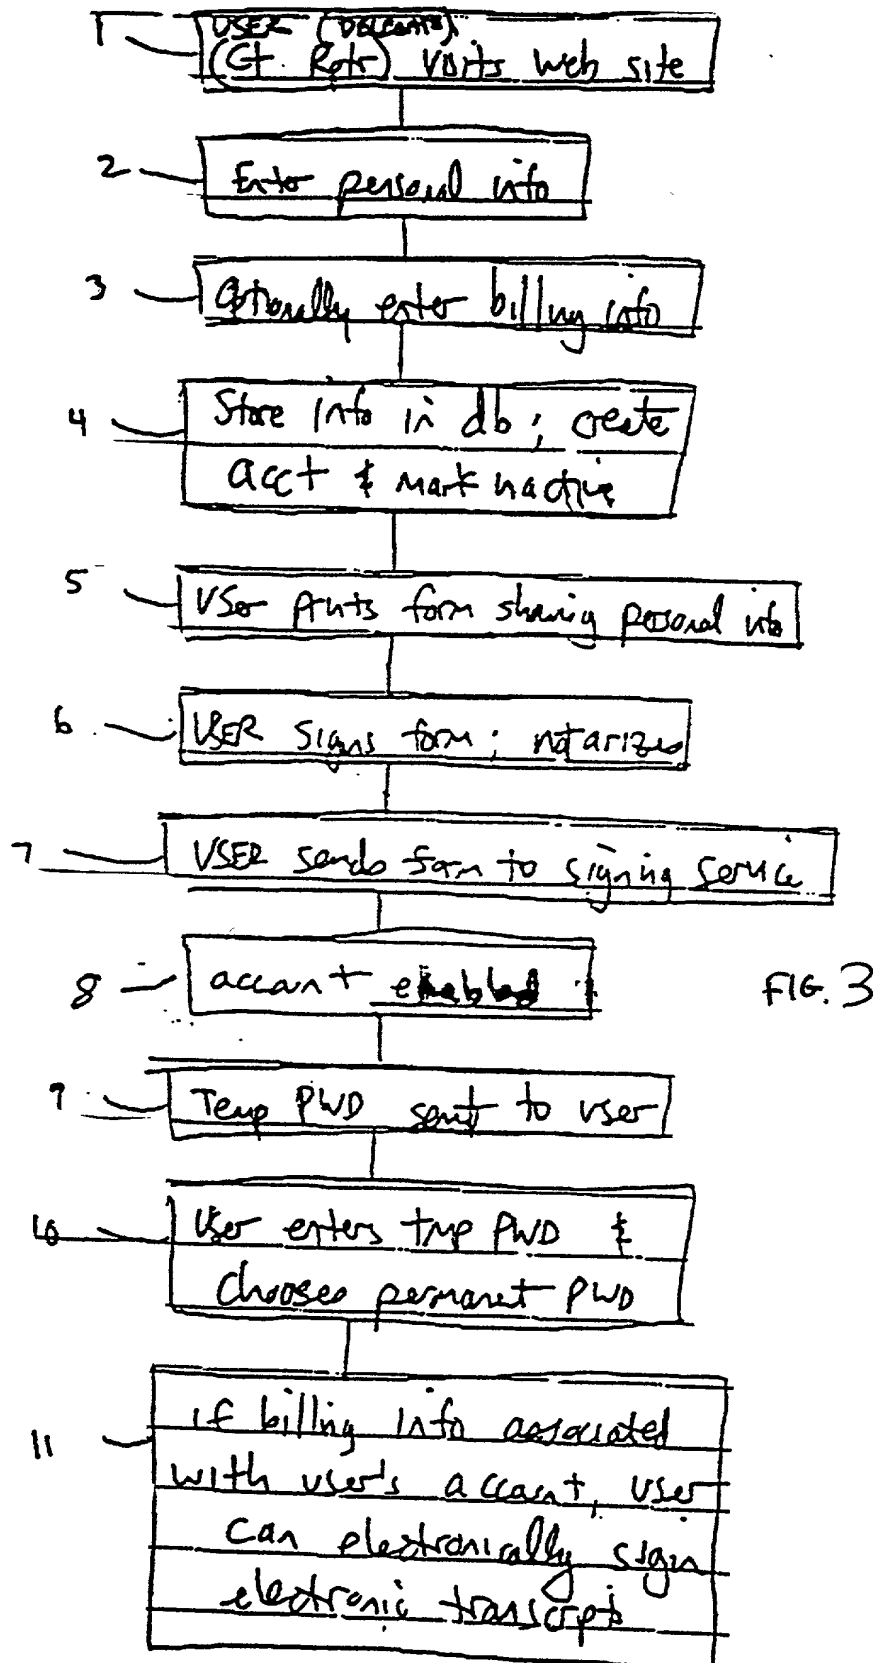 1
USER
(Ct. Rptr) visits web site
2
Enter personal info
3
Optionally enter billing info
4
Store info in db; create
acct & mark inactive
5
User prints form showing personal info
6
USER signs form; notarizes
7
USER sends form to signing service
8
account enabled
FIG. 3
9
Temp PWD sent to user
10
User enters tmp PWD &
chooses permanent PWD
11
if billing info associated
with user's account, user
can electronically sign
electronic transcripts